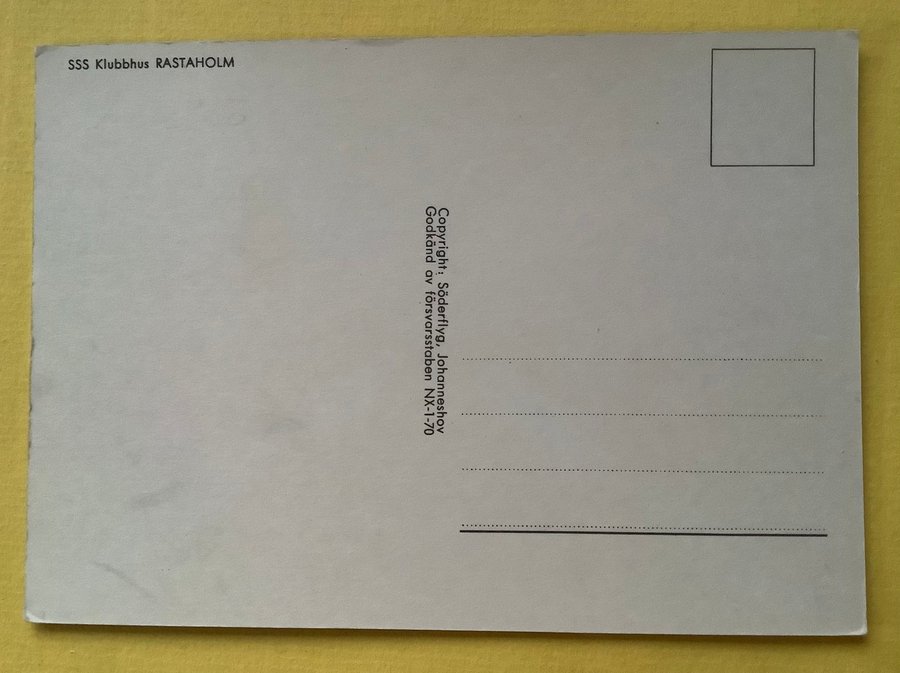 SSS Klubbhus RASTAHOLM
Copyright: Söderflyg, Johanneshov
Godkänd av försvarsstaben NX-1-70